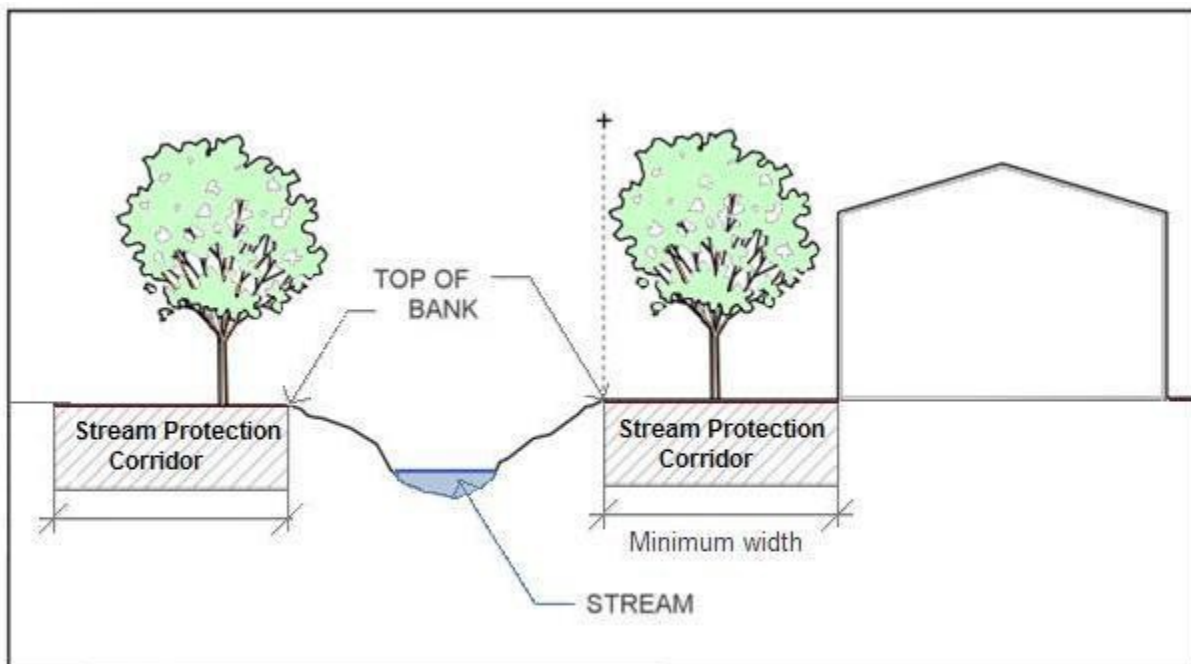 TOP OF
BANK
Stream Protection
Corridor
Stream Protection
Corridor
Minimum width
STREAM